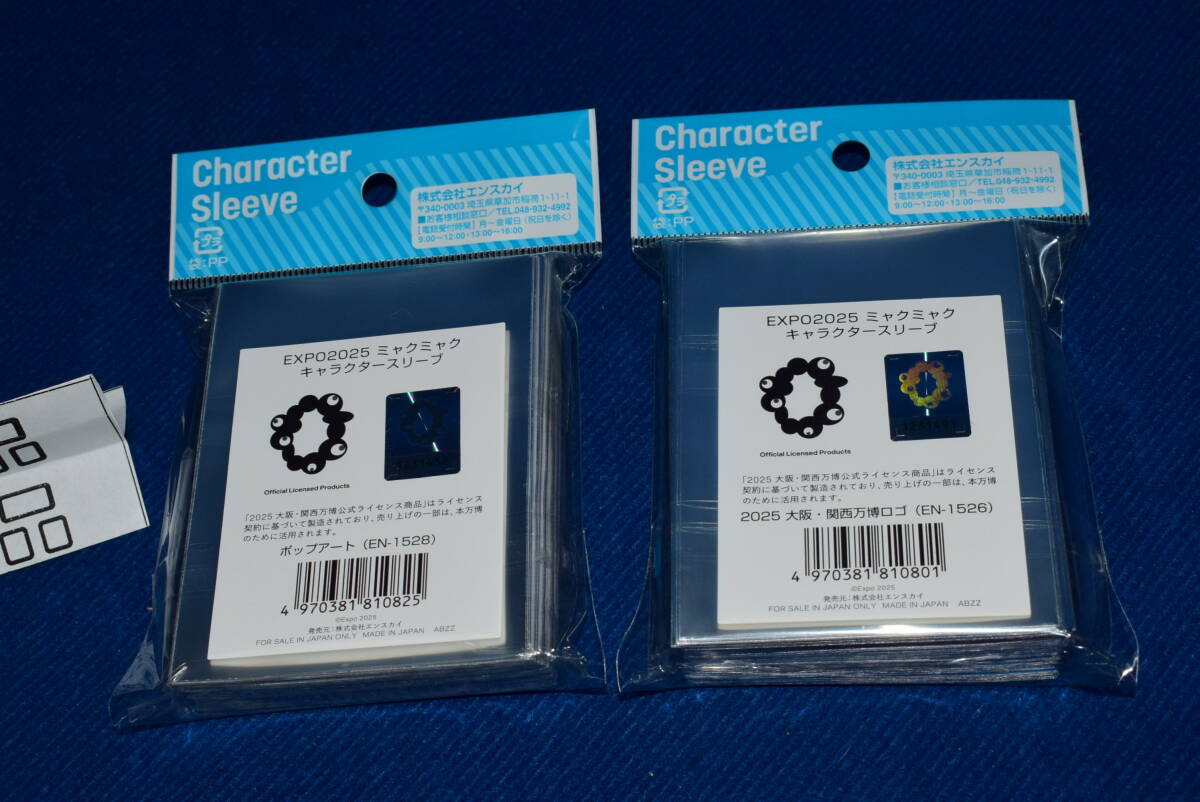 Character
Sleeve
プラ
袋:PP
株式会社エンスカイ
〒340-0003 埼玉県草加市稲荷1-11-1
■お客様相談窓口/TEL.048-932-4992
【電話受付時間】月~金曜日(祝日を除く)
9:00~12:00・13:00~16:00
EXPO2025 ミャクミャク
キャラクタースリーブ
Official Licensed Products
「2025 大阪・関西万博公式ライセンス商品」はライセンス
契約に基づいて製造されており、売り上げの一部は、本万博
のために活用されます。
ポップアート(EN-1528)
4 970381 810825
©Expo 2025
発売元:株式会社エンスカイ
FOR SALE IN JAPAN ONLY MADE IN JAPAN ABZZ
Character
Sleeve
プラ
袋:PP
株式会社エンスカイ
〒340-0003 埼玉県草加市稲荷1-11-1
■お客様相談窓口/TEL.048-932-4992
【電話受付時間】月~金曜日(祝日を除く)
9:00~12:00・13:00~16:00
EXPO2025 ミャクミャク
キャラクタースリーブ
Official Licensed Products
「2025 大阪・関西万博公式ライセンス商品」はライセンス
契約に基づいて製造されており、売り上げの一部は、本万博
のために活用されます。
2025 大阪・関西万博ロゴ(EN-1526)
4 970381 810801
©Expo 2025
発売元:株式会社エンスカイ
FOR SALE IN JAPAN ONLY MADE IN JAPAN ABZZ